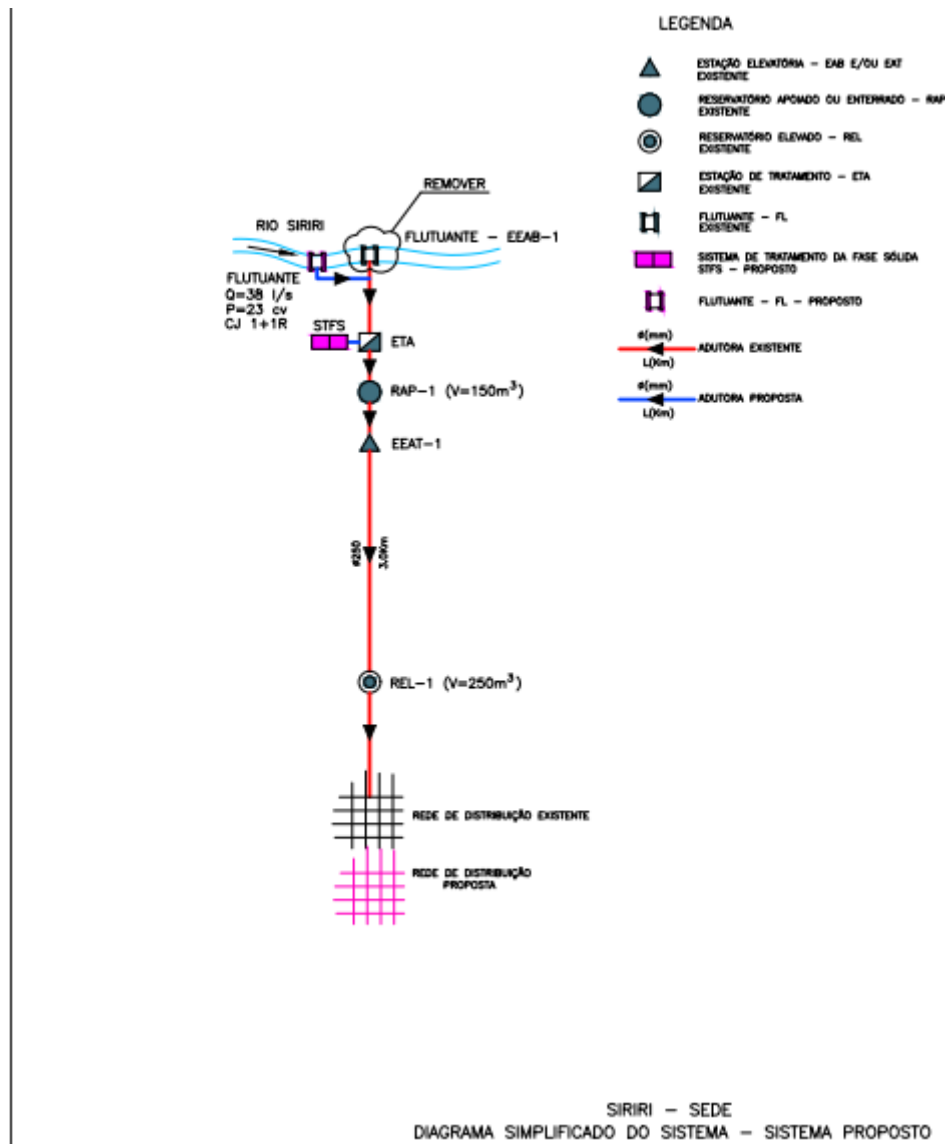 LEGENDA
ESTAÇÃO ELEVATÓRIA – EAB E/OU EAT
EXISTENTE
RESERVATÓRIO APOIADO OU ENTERRADO – RAP
EXISTENTE
RESERVATÓRIO ELEVADO – REL
EXISTENTE
ESTAÇÃO DE TRATAMENTO – ETA
EXISTENTE
FLUTUANTE – FL
EXISTENTE
SISTEMA DE TRATAMENTO DA FASE SÓLIDA
STFS – PROPOSTO
FLUTUANTE – FL – PROPOSTO
ø(mm)
ADUTORA EXISTENTE
L(Km)
ø(mm)
ADUTORA PROPOSTA
L(Km)
REMOVER
RIO SIRIRI
FLUTUANTE – EEAB-1
FLUTUANTE
Q=38 l/s
P=23 cv
CJ 1+1R
STFS
ETA
RAP-1 (V=150m³)
EEAT-1
ø250
3.0Km
REL-1 (V=250m³)
REDE DE DISTRIBUIÇÃO EXISTENTE
REDE DE DISTRIBUIÇÃO
PROPOSTA
SIRIRI – SEDE
DIAGRAMA SIMPLIFICADO DO SISTEMA – SISTEMA PROPOSTO